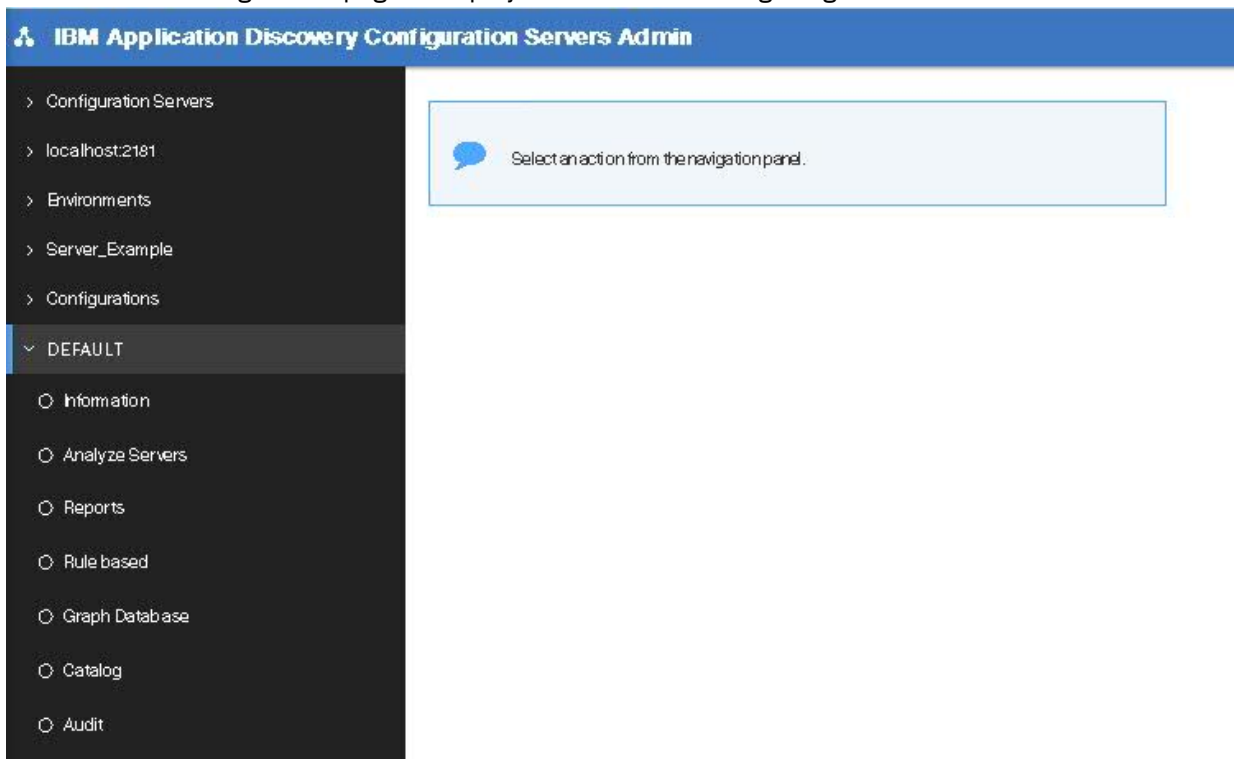 IBM Application Discovery Configuration Servers Admin
> Configuration Servers
> localhost:2181
> Environments
> Server_Example
> Configurations
DEFAULT
Information
Analyze Servers
Reports
Rule based
Graph Database
Catalog
Audit
Select an action from the navigation panel.